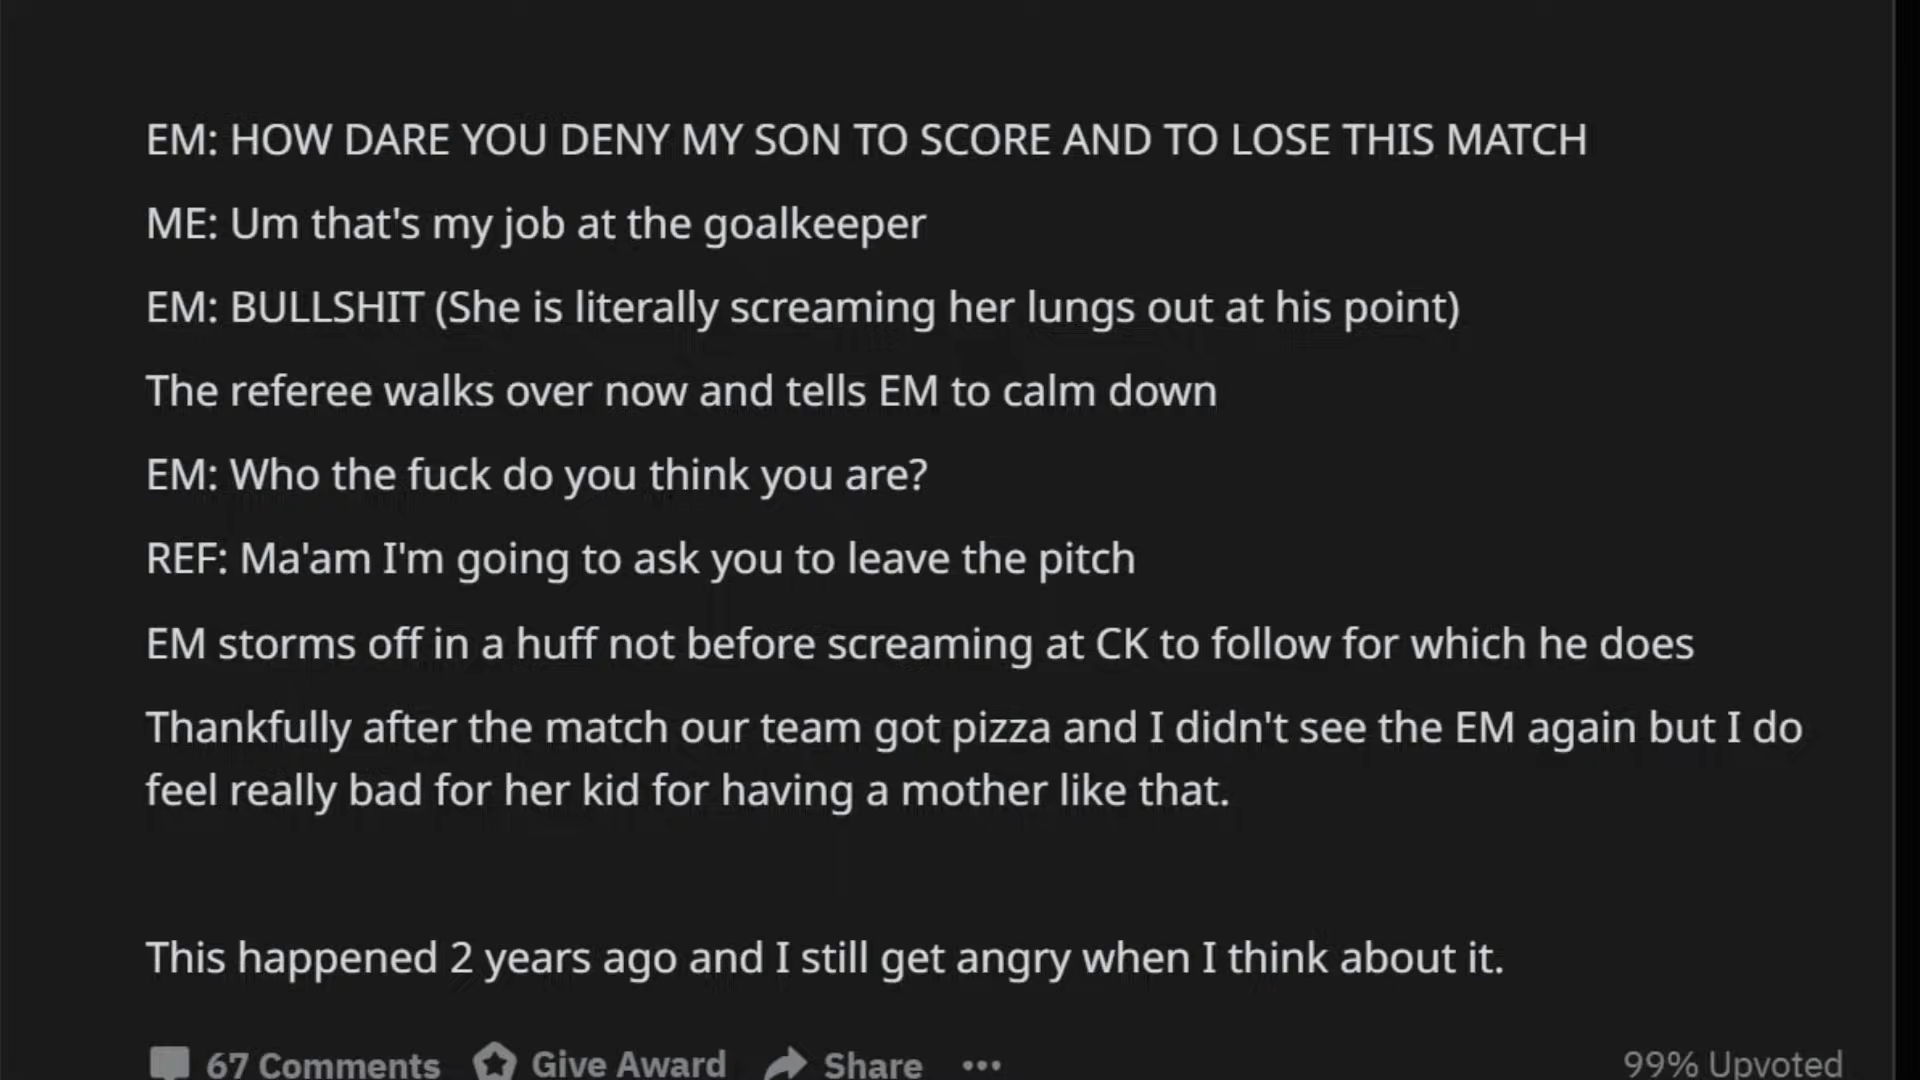 EM: HOW DARE YOU DENY MY SON TO SCORE AND TO LOSE THIS MATCH
ME: Um that's my job at the goalkeeper
EM: BULLSHIT (She is literally screaming her lungs out at his point)
The referee walks over now and tells EM to calm down
EM: Who the fuck do you think you are?
REF: Ma'am I'm going to ask you to leave the pitch
EM storms off in a huff not before screaming at CK to follow for which he does
Thankfully after the match our team got pizza and I didn't see the EM again but I do
feel really bad for her kid for having a mother like that.
This happened 2 years ago and I still get angry when I think about it.
67 Comments Give Award Share ••• 99% Upvoted